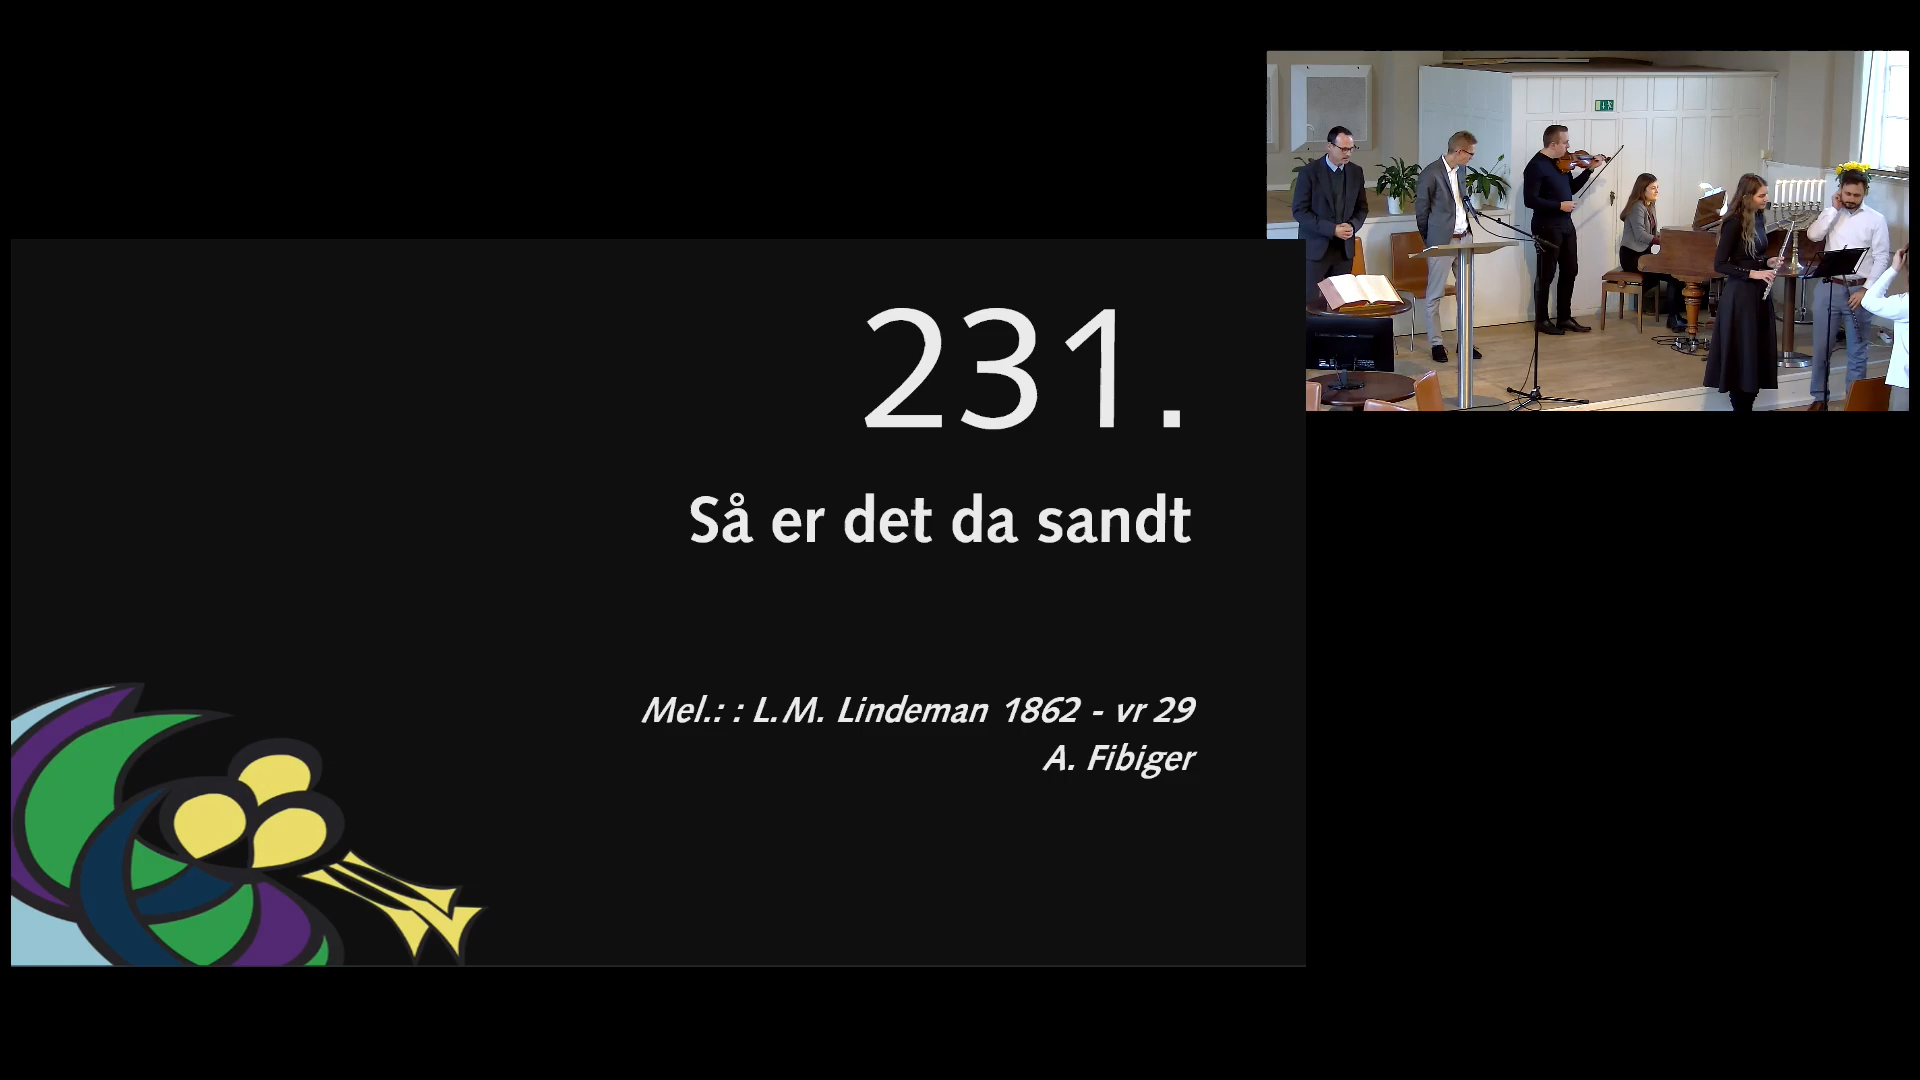 231.
Så er det da sandt
Mel.: : L.M. Lindeman 1862 - vr 29
A. Fibiger